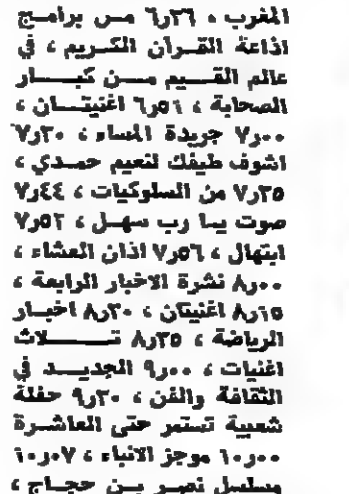 المغرب ، ٦٫٢٦ من برامج
اذاعة القرآن الكريم ، في
عالم القيم من كبار
الصحابة ، ٦٫٥١ اغنيتان ،
٧٫٠٠ جريدة المساء ، ٧٫٢٠
اشوف طيفك لنعيم حمدي ،
٧٫٣٥ من السلوكيات ، ٧٫٤٤
صوت يا رب سهل ، ٧٫٥٢
ابتهال ، ٧٫٥٦ اذان العشاء ،
٨٫٠٠ نشرة الاخبار الرابعة ،
٨٫١٥ اغنيتان ، ٨٫٣٠ اخبار
الرياضة ، ٨٫٣٥ ثلاث
اغنيات ، ٩٫٠٠ الجديد في
الثقافة والفن ، ٩٫٢٠ حفلة
شعبية تستمر حتى العاشرة
١٠٫٠٠ موجز الانباء ، ١٠٫٠٧
مسلسل نصر بن حجاج ،